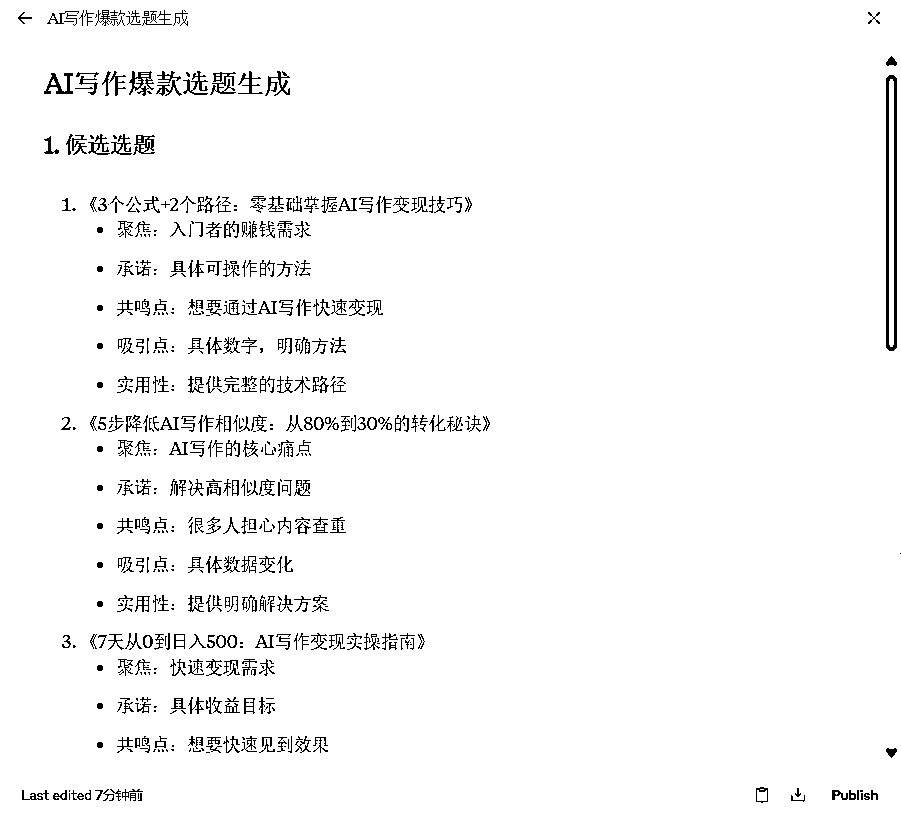 AI写作爆款选题生成
AI写作爆款选题生成
1. 候选选题
1. 《3个公式+2个路径：零基础掌握AI写作变现技巧》
• 聚焦：入门者的赚钱需求
• 承诺：具体可操作的方法
• 共鸣点：想要通过AI写作快速变现
• 吸引点：具体数字，明确方法
• 实用性：提供完整的技术路径
2. 《5步降低AI写作相似度：从80%到30%的转化秘诀》
• 聚焦：AI写作的核心痛点
• 承诺：解决高相似度问题
• 共鸣点：很多人担心内容查重
• 吸引点：具体数据变化
• 实用性：提供明确解决方案
3. 《7天从0到日入500：AI写作变现实操指南》
• 聚焦：快速变现需求
• 承诺：具体收益目标
• 共鸣点：想要快速见到效果
Last edited 7分钟前
Publish